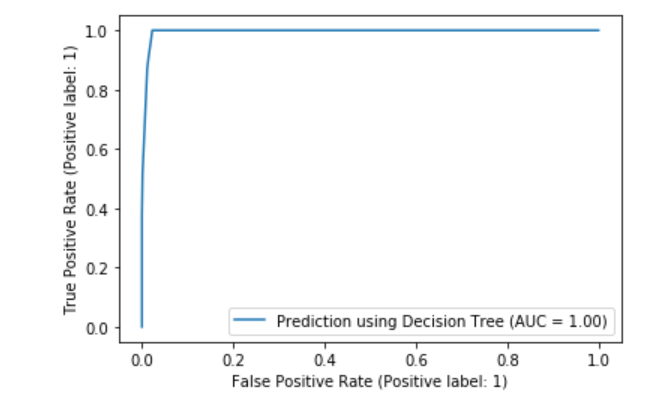 1.0
0.8
0.6
0.4
0.2
0.0
True Positive Rate (Positive label: 1)
Prediction using Decision Tree (AUC = 1.00)
0.0 0.2 0.4 0.6 0.8 1.0
False Positive Rate (Positive label: 1)